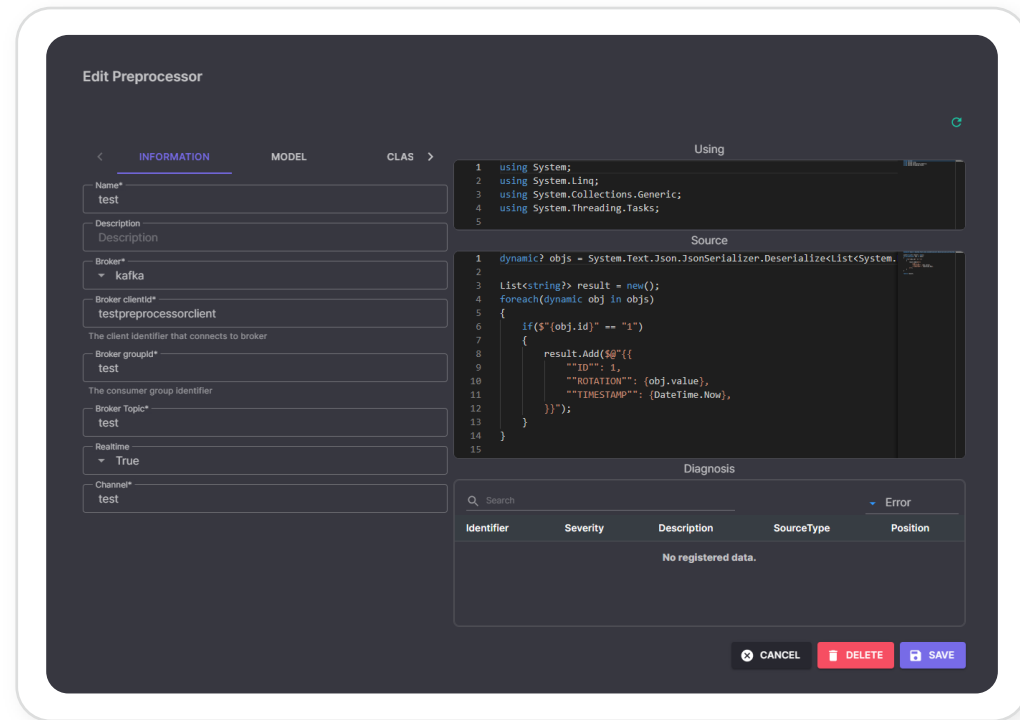 Edit Preprocessor
INFORMATION MODEL CLAS
Name*
test
Description
Description
Broker*
kafka
Broker clientId*
testpreprocessorclient
The client identifier that connects to broker
Broker groupId*
test
The consumer group identifier
Broker Topic*
test
Realtime
True
Channel*
test
Using
1 using System;
2 using System.Linq;
3 using System.Collections.Generic;
4 using System.Threading.Tasks;
5
Source
1 dynamic? objs = System.Text.Json.JsonSerializer.Deserialize<List<System.
2
3 List<string?> result = new();
4 foreach(dynamic obj in objs)
5 {
6 if($"{obj.id}" == "1")
7 {
8 result.Add($@"{{
9 ""ID"": 1,
10 ""ROTATION"": {obj.value},
11 ""TIMESTAMP"": {DateTime.Now},
12 }}");
13 }
14 }
15
Diagnosis
Search
Error
Identifier Severity Description SourceType Position
No registered data.
CANCEL DELETE SAVE